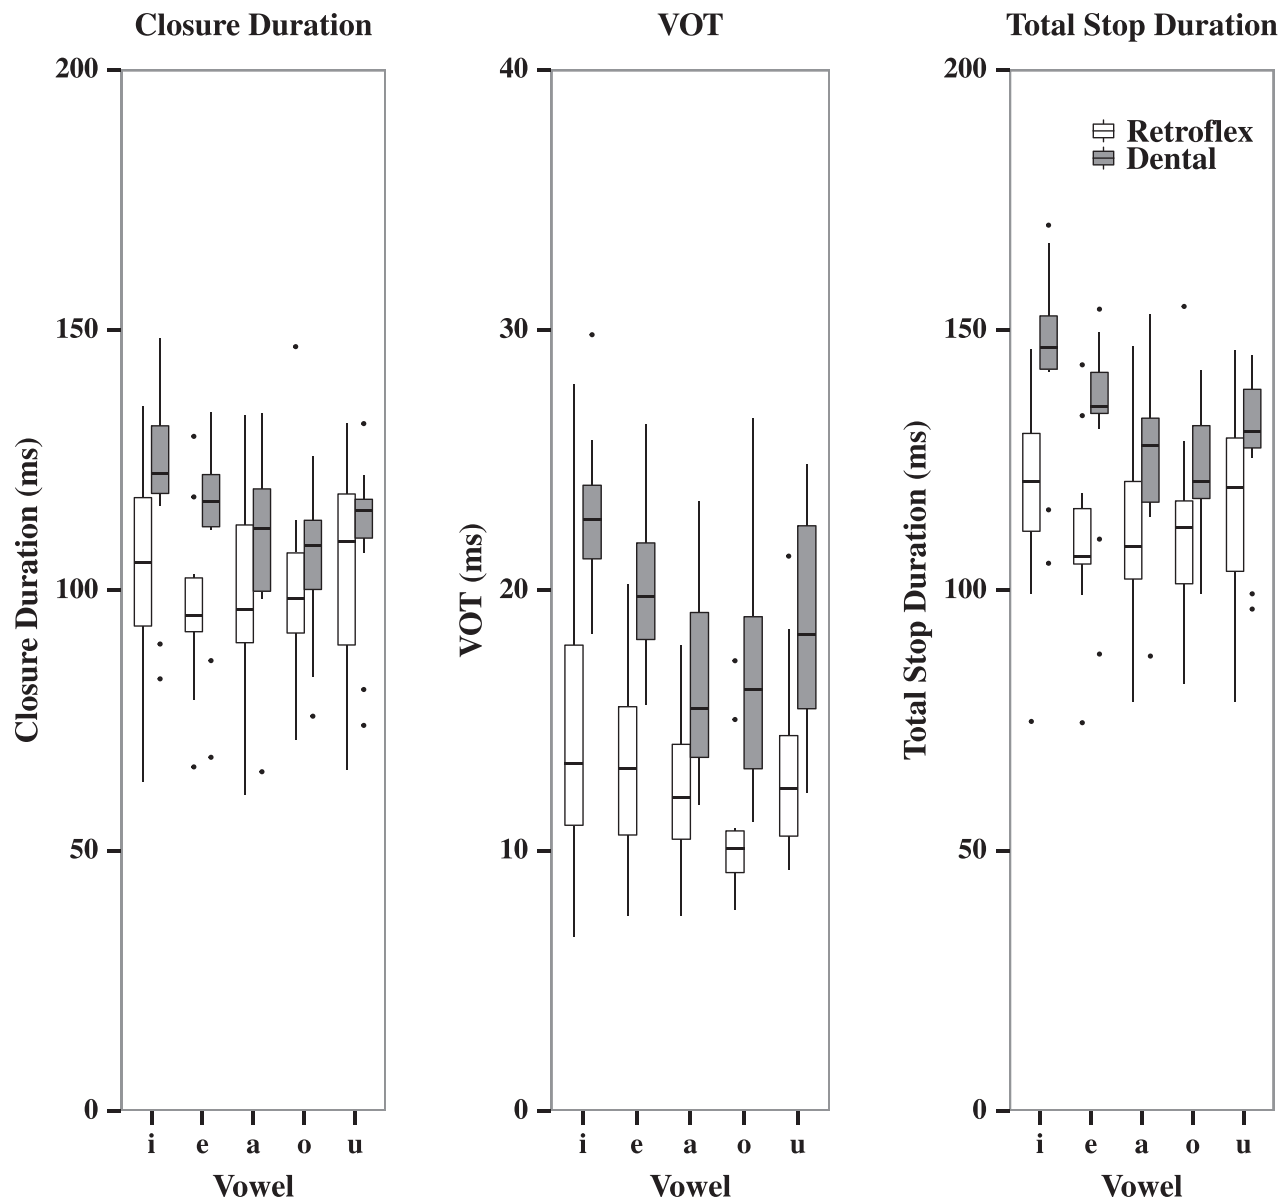 Closure Duration
VOT
Total Stop Duration
200
150
100
50
0
Closure Duration (ms)
i e a o u
Vowel
40
30
20
10
0
VOT (ms)
i e a o u
Vowel
200
150
100
50
0
Total Stop Duration (ms)
Retroflex
Dental
i e a o u
Vowel